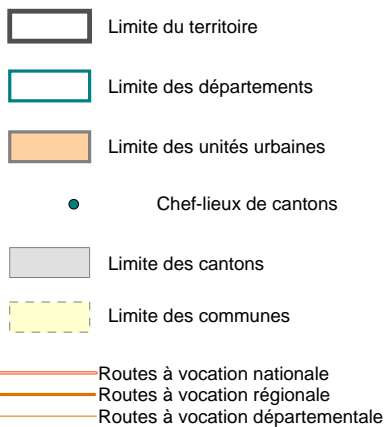 Limite du territoire
Limite des départements
Limite des unités urbaines
Chef-lieux de cantons
Limite des cantons
Limite des communes
Routes à vocation nationale
Routes à vocation régionale
Routes à vocation départementale